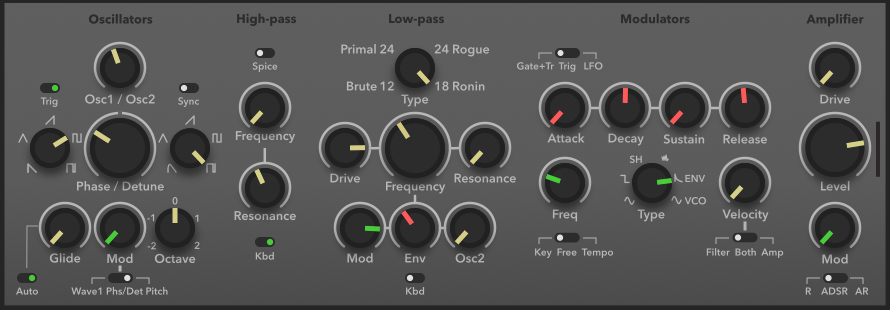 Oscillators
High-pass
Low-pass
Modulators
Amplifier
Osc1 / Osc2
Trig
Sync
Phase / Detune
Glide
Mod
Octave
0
-1
1
-2
2
Auto
Wave1 Phs/Det Pitch
Spice
Frequency
Resonance
Kbd
Primal 24
24 Rogue
Brute 12
18 Ronin
Type
Drive
Frequency
Resonance
Mod
Env
Osc2
Kbd
Gate+Tr Trig LFO
Attack
Decay
Sustain
Release
Freq
SH
ENV
VCO
Type
Velocity
Key Free Tempo
Filter Both Amp
Drive
Level
Mod
R ADSR AR